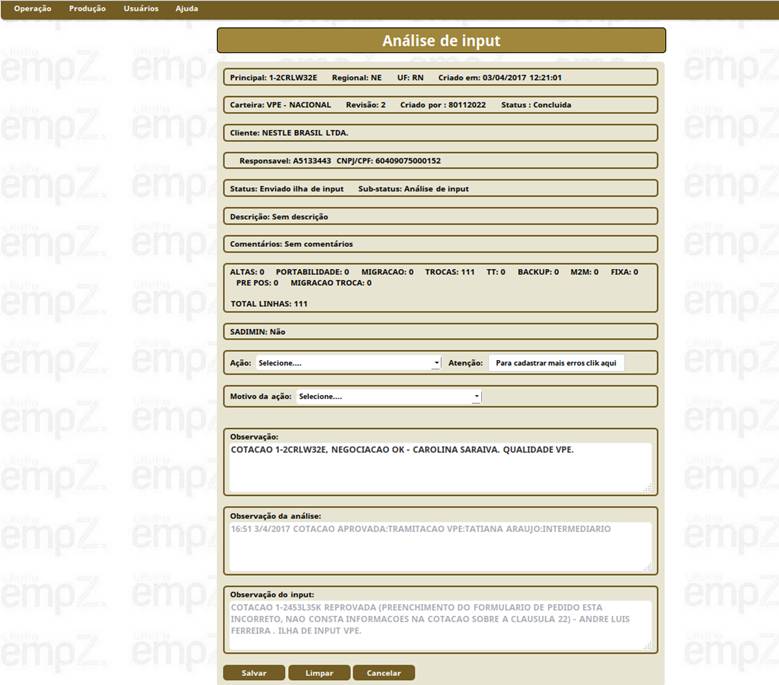 Operação Produção Usuários Ajuda
Análise de input
Principal: 1-2CRLW32E Regional: NE UF: RN Criado em: 03/04/2017 12:21:01
Carteira: VPE - NACIONAL Revisão: 2 Criado por : 80112022 Status : Concluida
Cliente: NESTLE BRASIL LTDA.
Responsavel: A5133443 CNPJ/CPF: 60409075000152
Status: Enviado ilha de input Sub-status: Análise de input
Descrição: Sem descrição
Comentários: Sem comentários
ALTAS: 0 PORTABILIDADE: 0 MIGRACAO: 0 TROCAS: 111 TT: 0 BACKUP: 0 M2M: 0 FIXA: 0
PRE POS: 0 MIGRACAO TROCA: 0
TOTAL LINHAS: 111
SADIMIN: Não
Ação: Selecione.... Atenção: Para cadastrar mais erros clik aqui
Motivo da ação: Selecione....
Observação:
COTACAO 1-2CRLW32E, NEGOCIACAO OK - CAROLINA SARAIVA. QUALIDADE VPE.
Observação da análise:
16:51 3/4/2017 COTACAO APROVADA:TRAMITACAO VPE:TATIANA ARAUJO:INTERMEDIARIO
Observação do input:
COTACAO 1-2453L35K REPROVADA (PREENCHIMENTO DO FORMULARIO DE PEDIDO ESTA
INCORRETO, NAO CONSTA INFORMACOES NA COTACAO SOBRE A CLAUSULA 22) - ANDRE LUIS
FERREIRA . ILHA DE INPUT VPE.
Salvar Limpar Cancelar